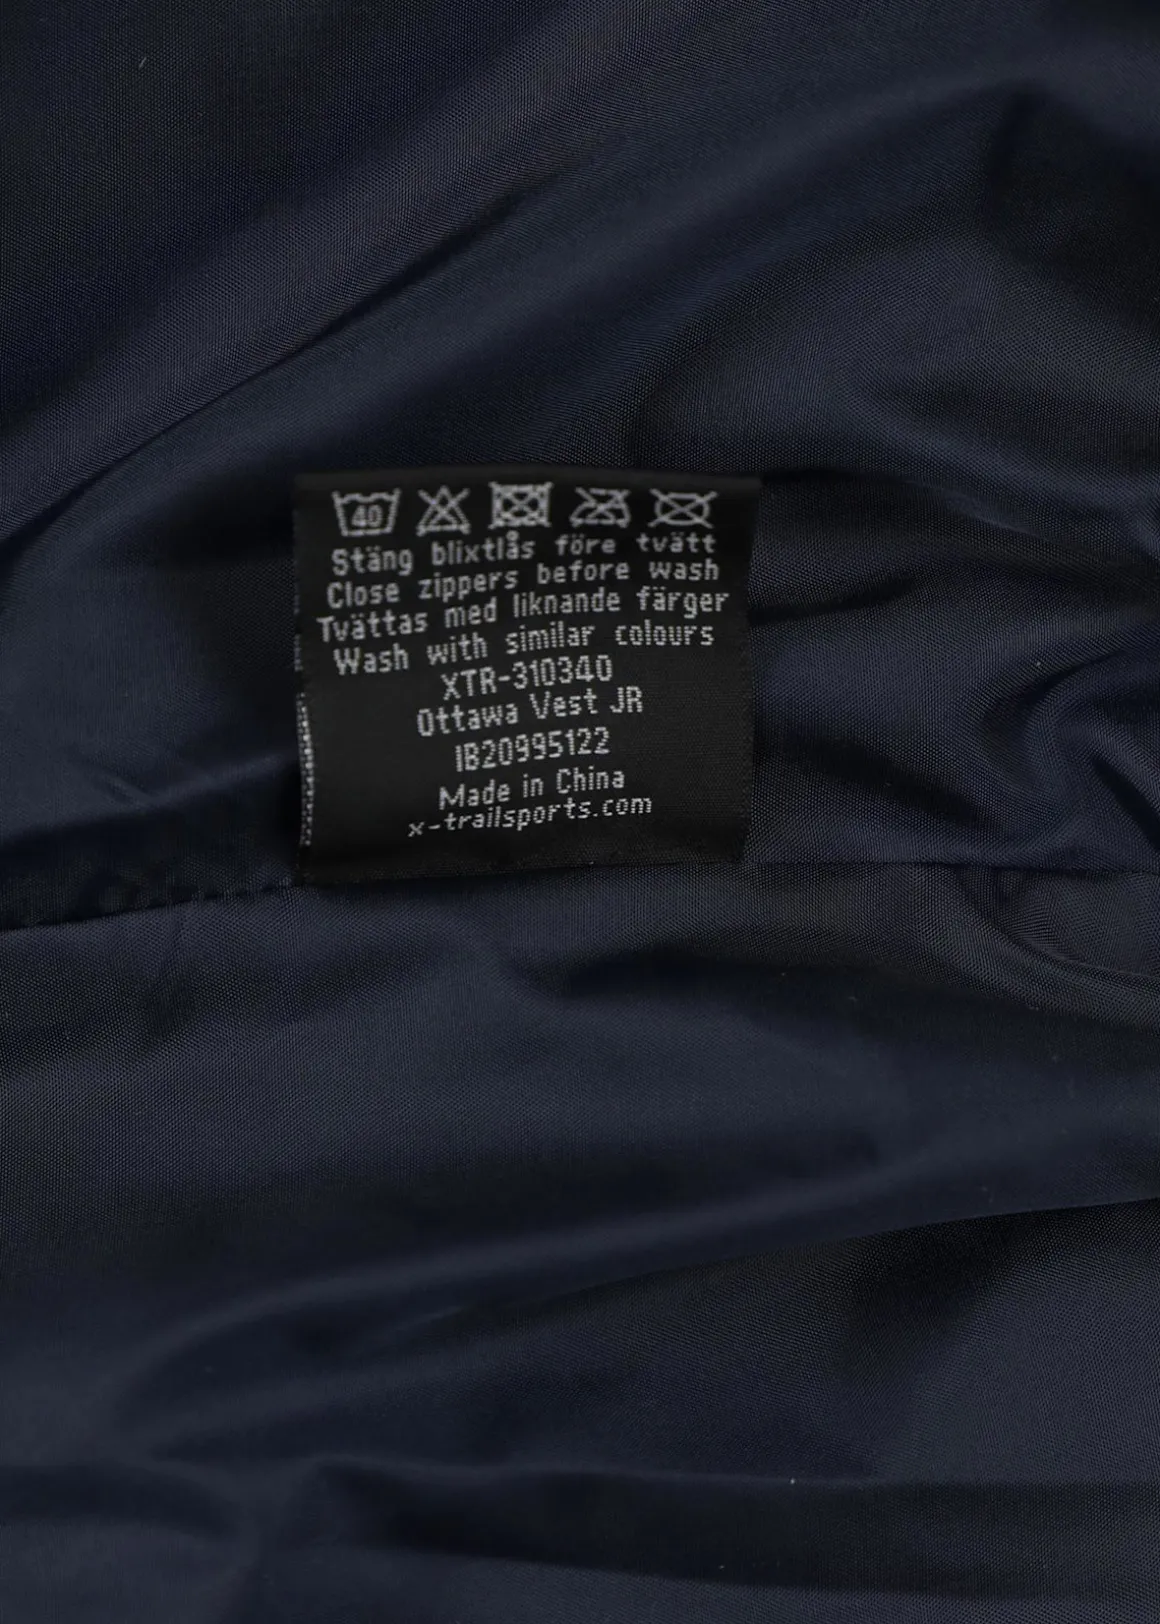 40
Stäng blixtlås före tvätt
Close zippers before wash
Tvättas med liknande färger
Wash with similar colours
XTR-310340
Ottawa Vest JR
IB20995122
Made in China
x-trailsports.com